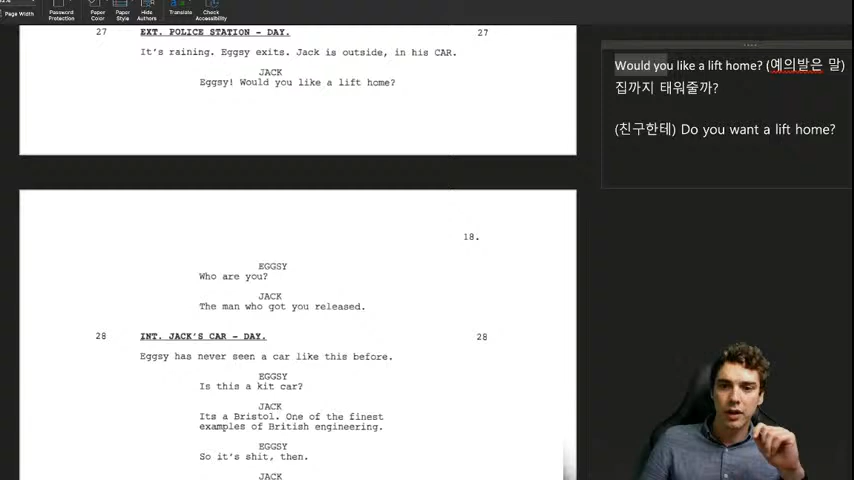 Page Width
Password
Protection
Paper
Color
Paper
Style
Hide
Authors
Translate
Check
Accessibility
27 EXT. POLICE STATION - DAY. 27
It's raining. Eggsy exits. Jack is outside, in his CAR.
JACK
Eggsy! Would you like a lift home?
Would you like a lift home? (예의발은 말)
집까지 태워줄까?
(친구한테) Do you want a lift home?
18.
EGGSY
Who are you?
JACK
The man who got you released.
28 INT. JACK'S CAR - DAY. 28
Eggsy has never seen a car like this before.
EGGSY
Is this a kit car?
JACK
Its a Bristol. One of the finest
examples of British engineering.
EGGSY
So it's shit, then.
JACK